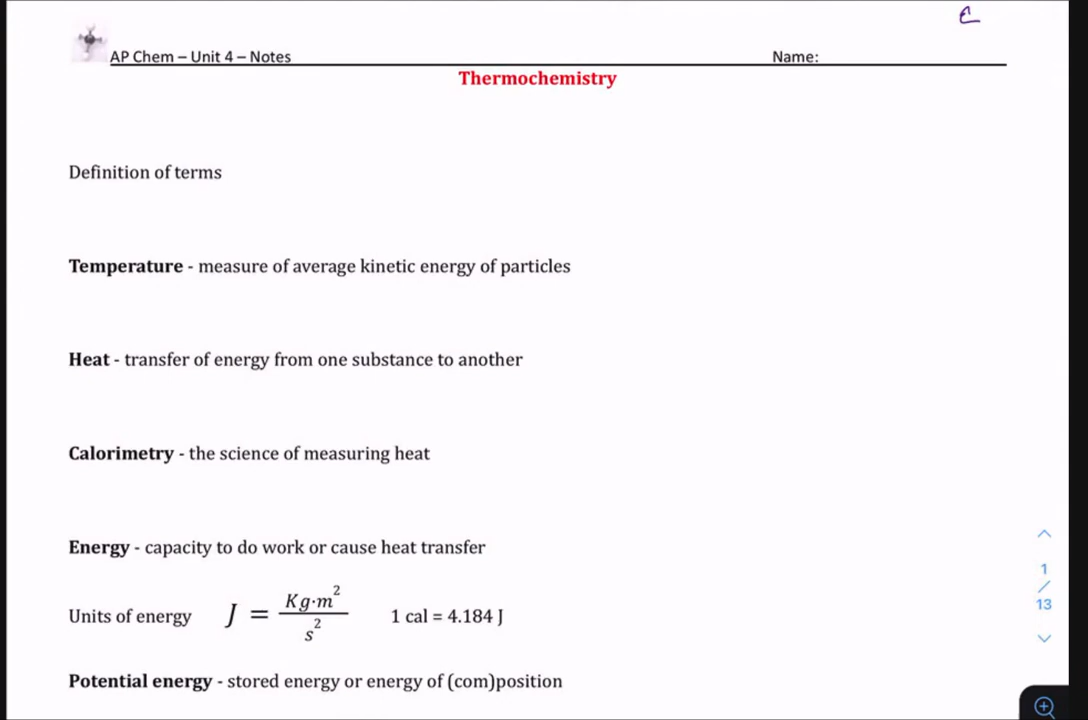 AP Chem – Unit 4 – Notes Name:
Thermochemistry
Definition of terms
Temperature - measure of average kinetic energy of particles
Heat - transfer of energy from one substance to another
Calorimetry - the science of measuring heat
Energy - capacity to do work or cause heat transfer
Units of energy J = Kg·m²/s² 1 cal = 4.184 J
Potential energy - stored energy or energy of (com)position
1
/
13